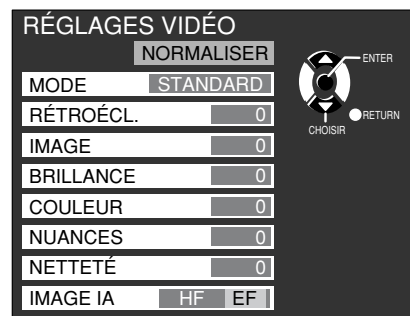 RÉGLAGES VIDÉO
NORMALISER
MODE STANDARD
RÉTROÉCL. 0
IMAGE 0
BRILLANCE 0
COULEUR 0
NUANCES 0
NETTETÉ 0
IMAGE IA HF EF
ENTER
RETURN
CHOISIR